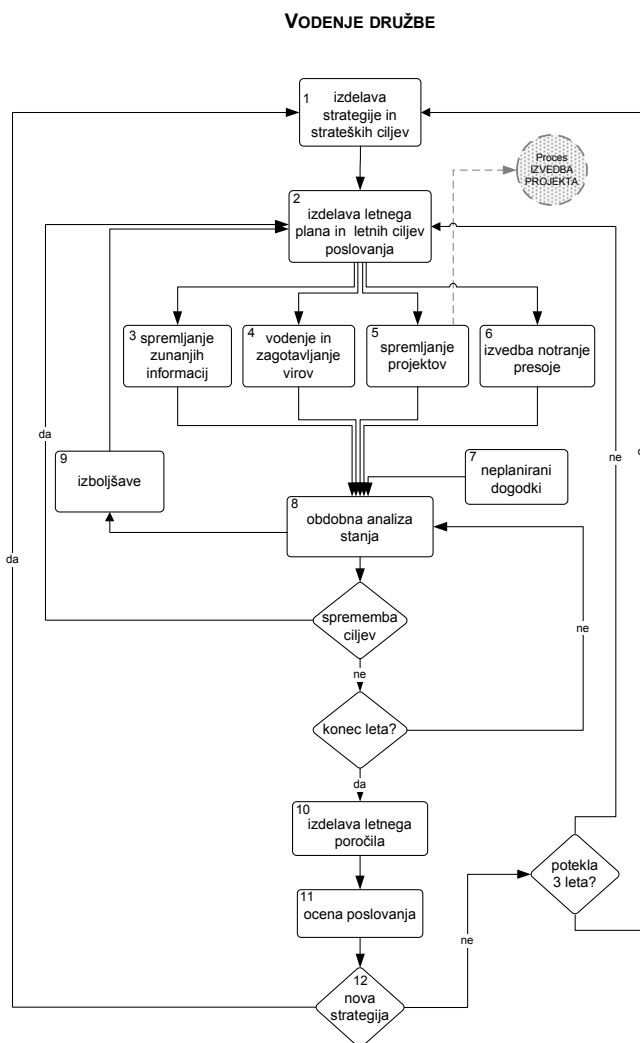 VODENJE DRUŽBE
1
izdelava
strategije in
strateških ciljev
Proces
IZVEDBA
PROJEKTA
2
izdelava letnega
plana in letnih ciljev
poslovanja
3 spremljanje
zunanjih
informacij
4 vodenje in
zagotavljanje
virov
5
spremljanje
projektov
6
izvedba notranje
presoje
da
ne
9
izboljšave
7
neplanirani
dogodki
8
obdobna analiza
stanja
da
sprememba
ciljev
ne
ne
konec leta?
da
10
izdelava letnega
poročila
potekla
3 leta?
11
ocena poslovanja
ne
12
nova
strategija